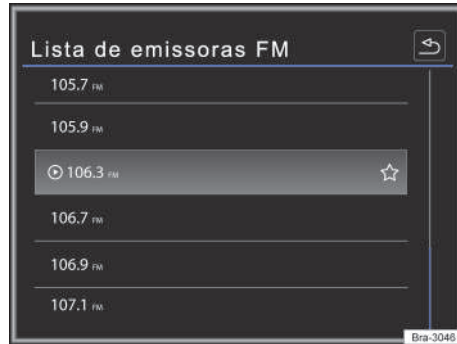 Lista de emissoras FM
105.7 FM
105.9 FM
106.3 FM
106.7 FM
106.9 FM
107.1 FM
Bra-3046